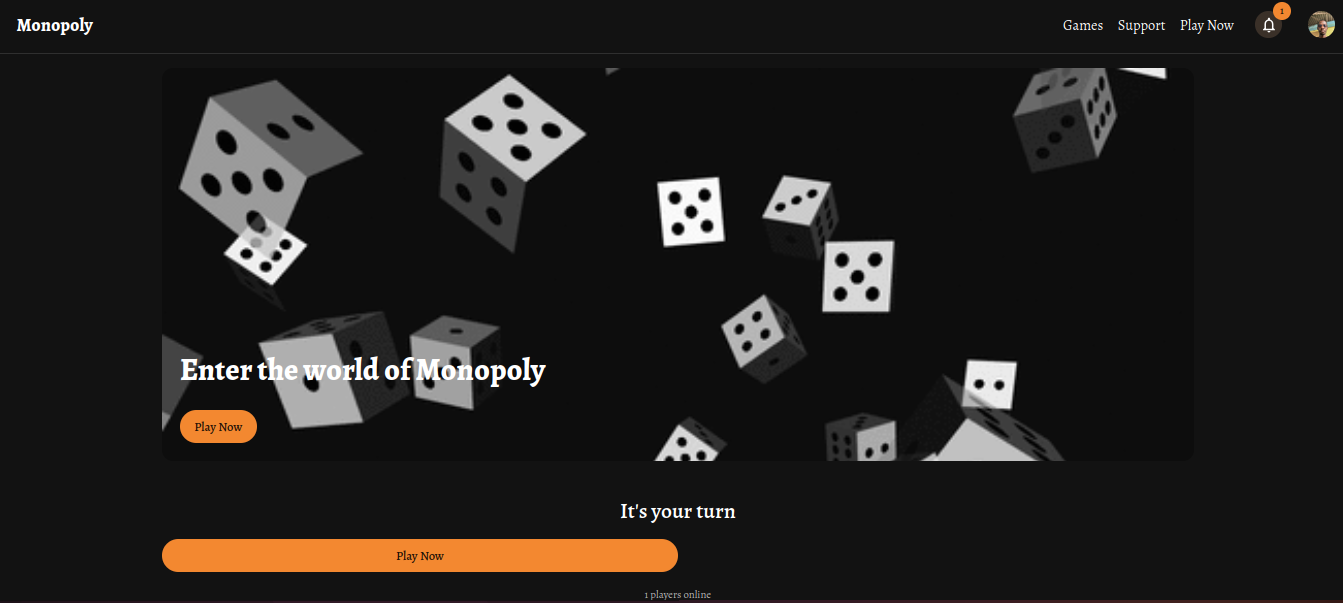 Monopoly
Games Support Play Now 1
Enter the world of Monopoly
Play Now
It's your turn
Play Now
1 players online